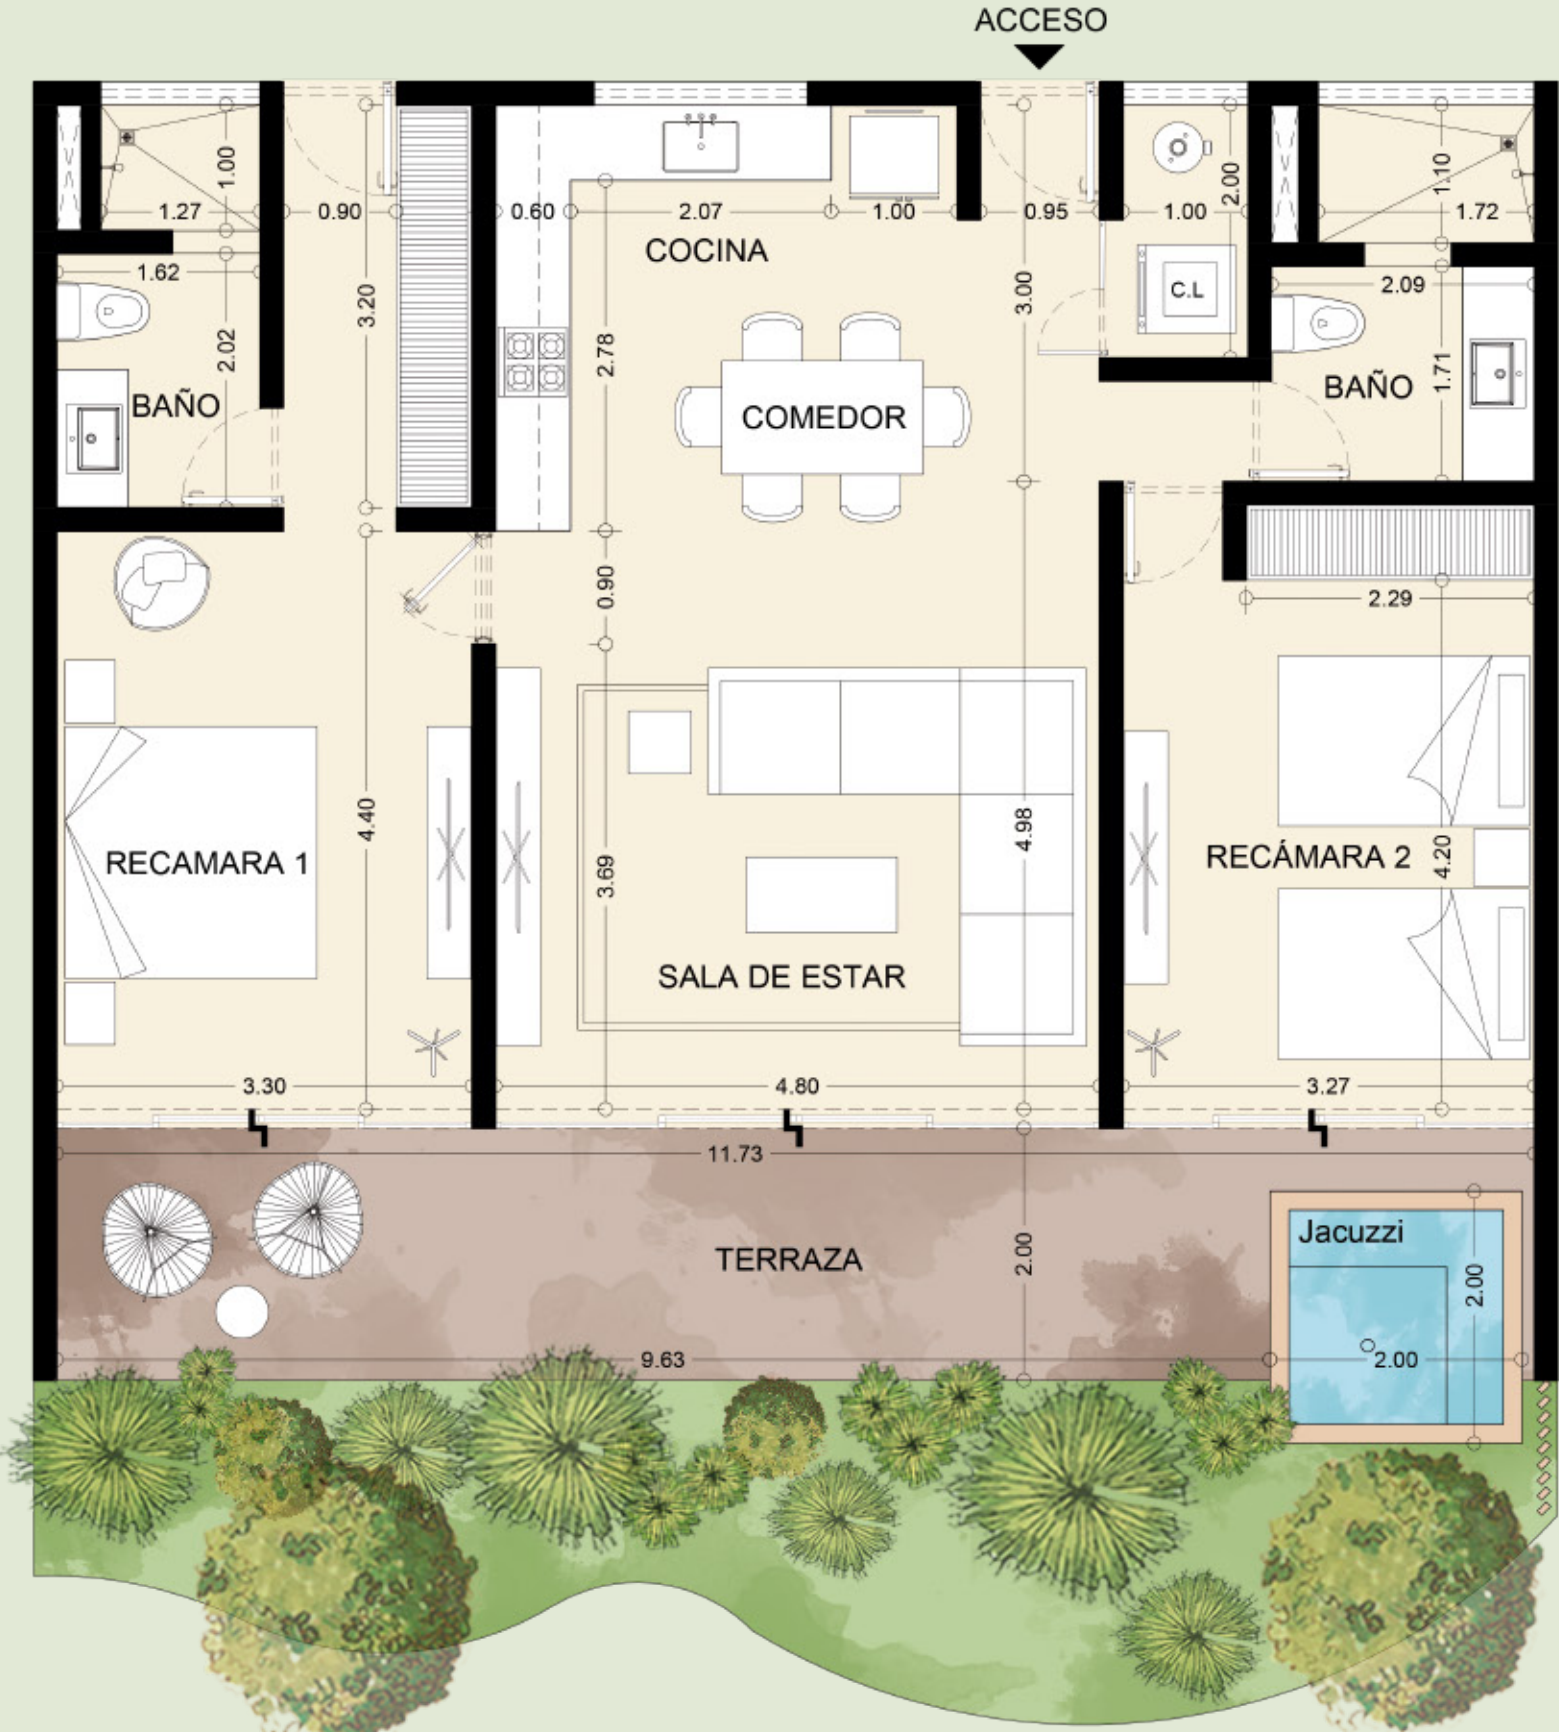 ACCESO
1.00
1.27
0.90
0.60
2.07
1.00
0.95
1.00
2.00
1.10
1.72
COCINA
1.62
3.20
3.00
C.L
2.09
2.02
2.78
1.71
BAÑO
COMEDOR
BAÑO
0.90
2.29
4.40
4.98
4.20
RECAMARA 1
3.69
RECÁMARA 2
SALA DE ESTAR
3.30
4.80
3.27
11.73
Jacuzzi
TERRAZA
2.00
2.00
9.63
2.00